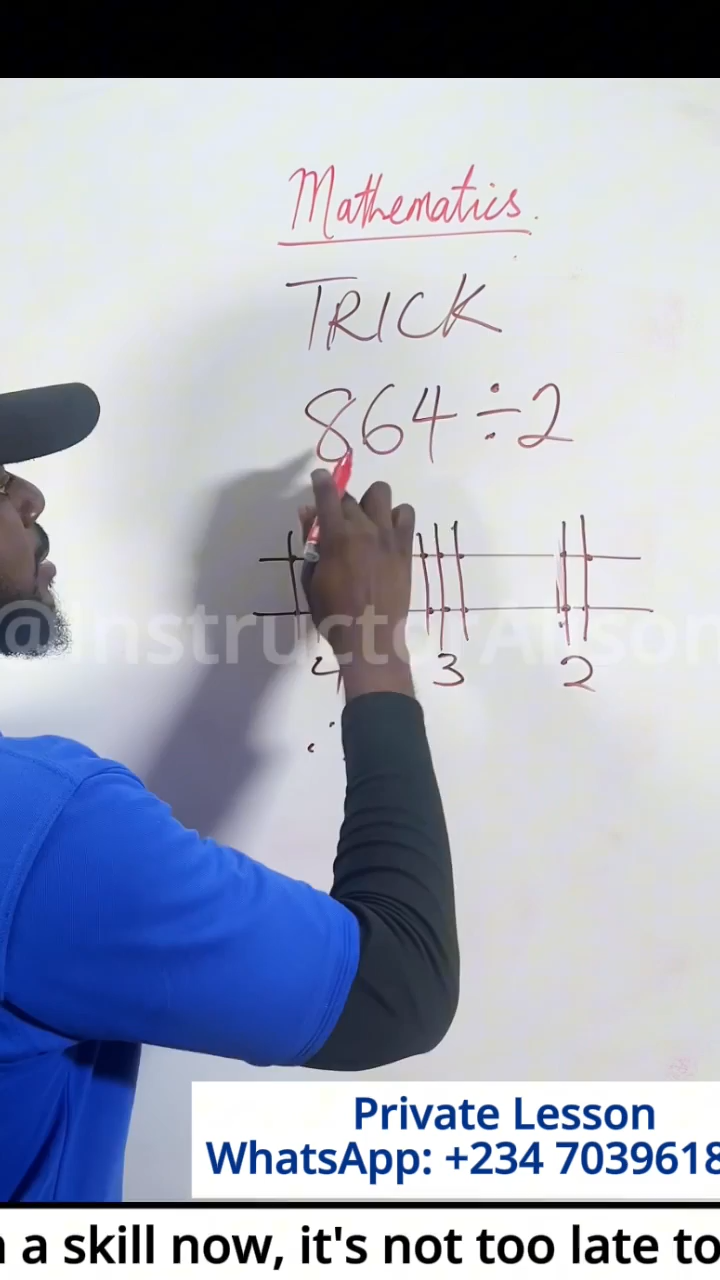 Mathematics.
TRICK
864 ÷ 2
4 3 2
Private Lesson
WhatsApp: +234 7039618
a skill now, it's not too late to